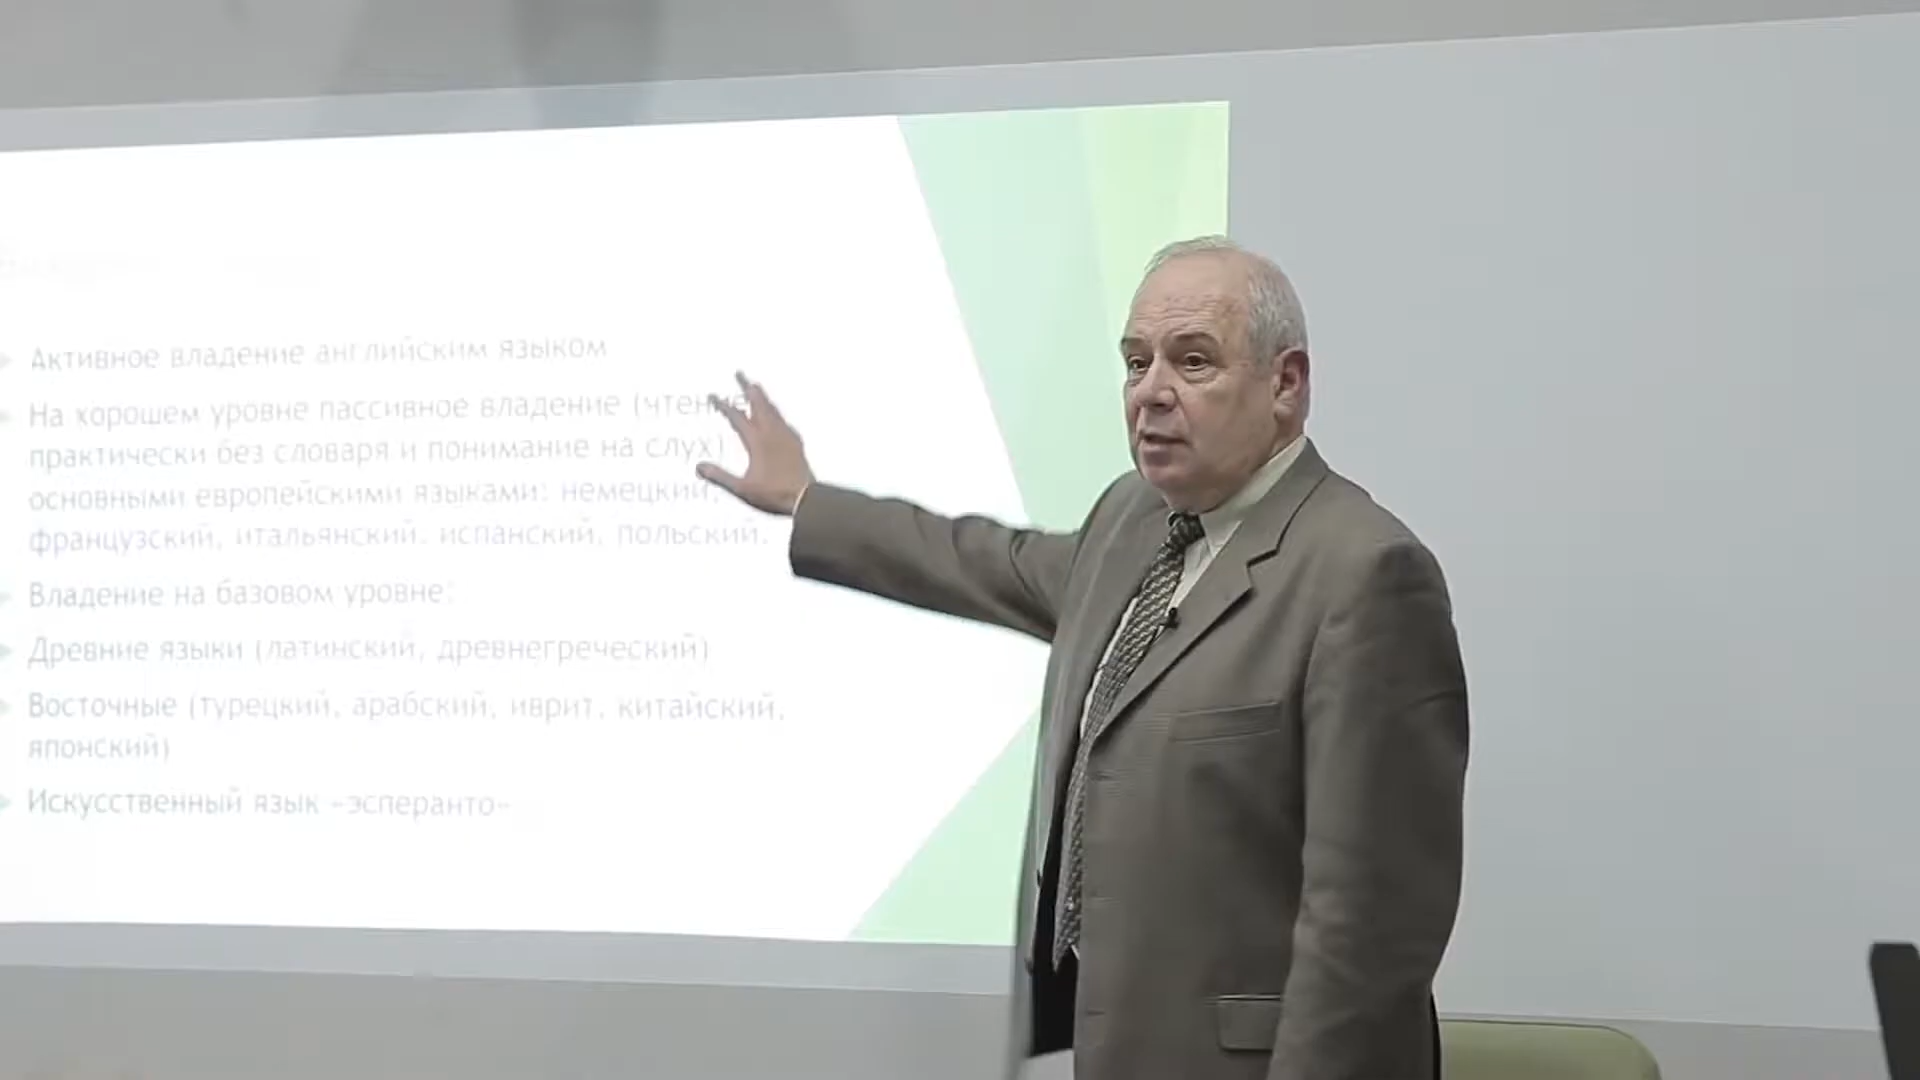 Активное владение английским языком
На хорошем уровне пассивное владение (чтение
практически без словаря и понимание на слух)
основными европейскими языками: немецкий,
французский, итальянский, испанский, польский.
Владение на базовом уровне:
Древние языки (латинский, древнегреческий)
Восточные (турецкий, арабский, иврит, китайский,
японский)
Искусственный язык «эсперанто»